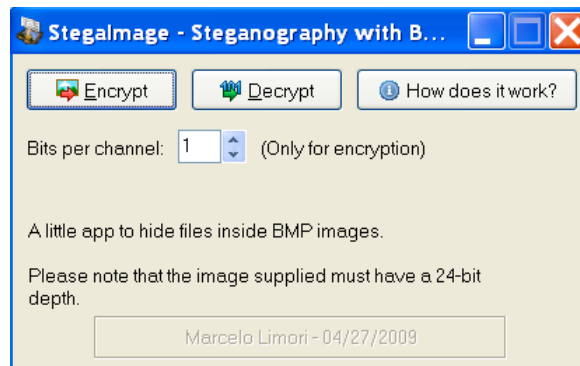 StegaImage - Steganography with B...
Encrypt Decrypt How does it work?
Bits per channel: 1 (Only for encryption)
A little app to hide files inside BMP images.
Please note that the image supplied must have a 24-bit
depth.
Marcelo Limori - 04/27/2009